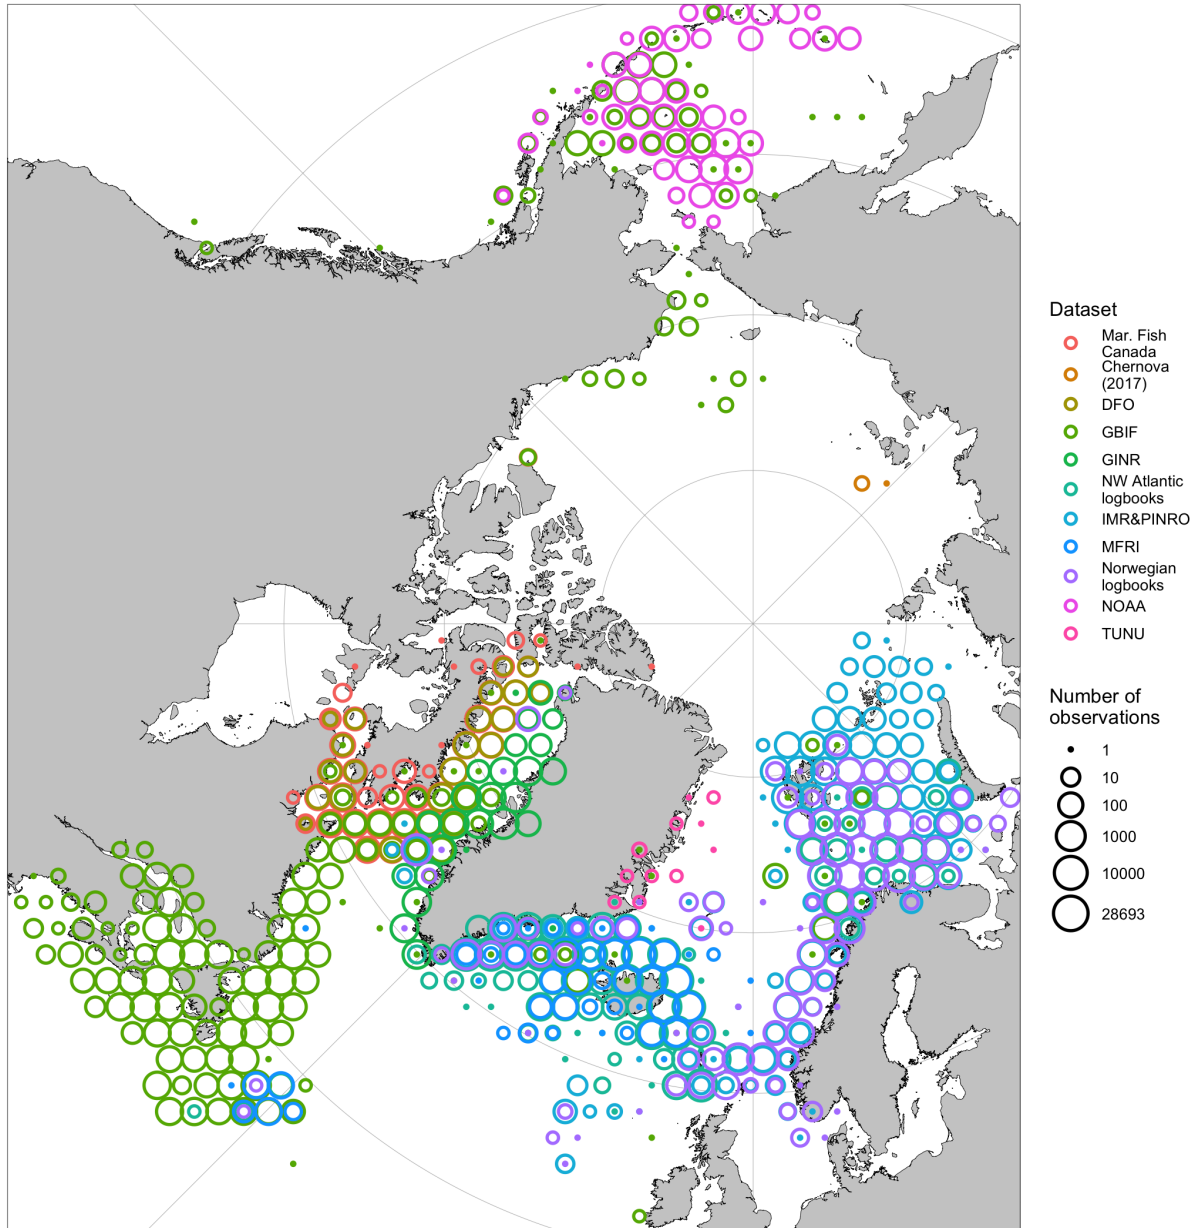 Dataset
Mar. Fish
Canada
Chernova
(2017)
DFO
GBIF
GINR
NW Atlantic
logbooks
IMR&PINRO
MFRI
Norwegian
logbooks
NOAA
TUNU
Number of
observations
1
10
100
1000
10000
28693